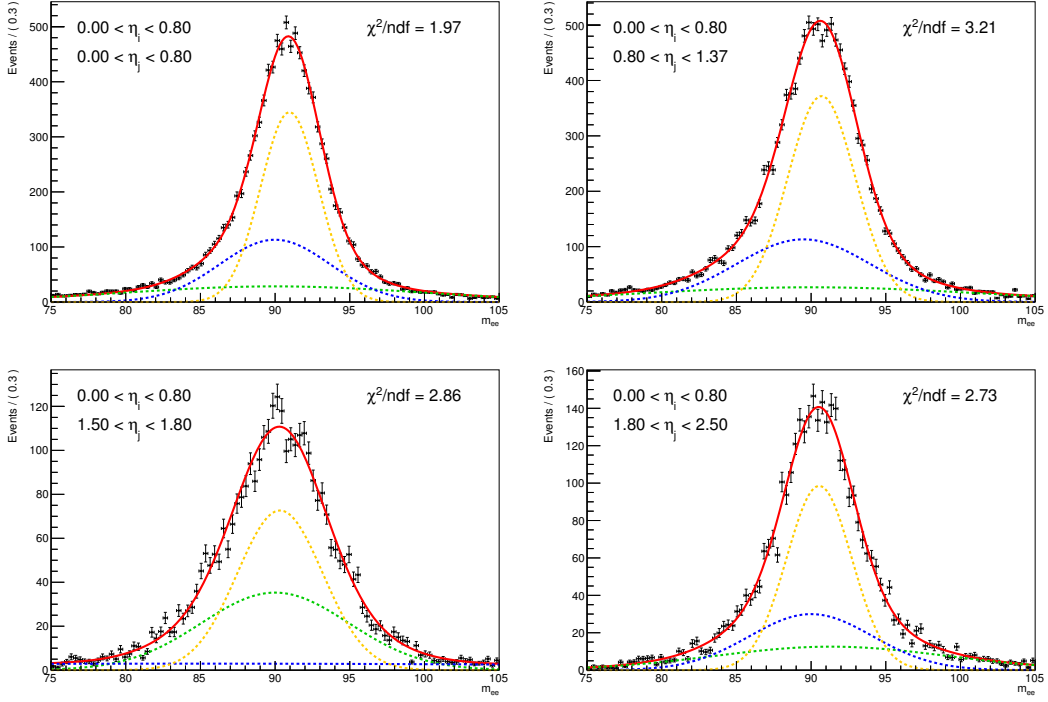 Events / ( 0.3 )
0.00 < η_i < 0.80
0.00 < η_j < 0.80
χ²/ndf = 1.97
500
400
300
200
100
0
75 80 85 90 95 100 105
m_ee
Events / ( 0.3 )
0.00 < η_i < 0.80
0.80 < η_j < 1.37
χ²/ndf = 3.21
500
400
300
200
100
0
75 80 85 90 95 100 105
m_ee
Events / ( 0.3 )
0.00 < η_i < 0.80
1.50 < η_j < 1.80
χ²/ndf = 2.86
120
100
80
60
40
20
0
75 80 85 90 95 100 105
m_ee
Events / ( 0.3 )
0.00 < η_i < 0.80
1.80 < η_j < 2.50
χ²/ndf = 2.73
160
140
120
100
80
60
40
20
0
75 80 85 90 95 100 105
m_ee